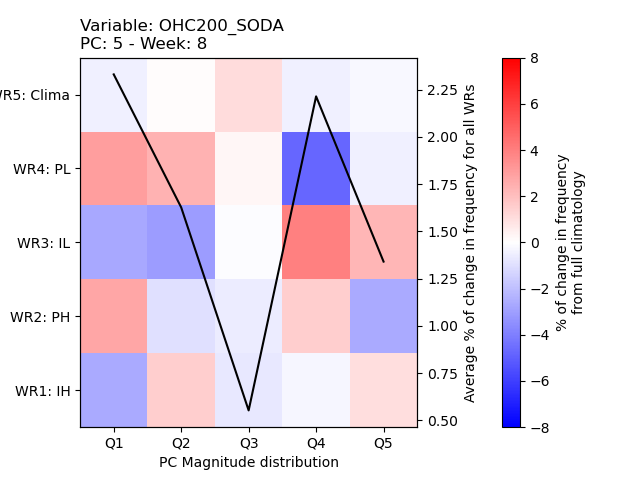 Variable: OHC200_SODA
PC: 5 - Week: 8
WR5: Clima
WR4: PL
WR3: IL
WR2: PH
WR1: IH
Q1 Q2 Q3 Q4 Q5
PC Magnitude distribution
2.25
2.00
1.75
1.50
1.25
1.00
0.75
0.50
Average % of change in frequency for all WRs
8
6
4
2
0
−2
−4
−6
−8
% of change in frequency
from full climatology